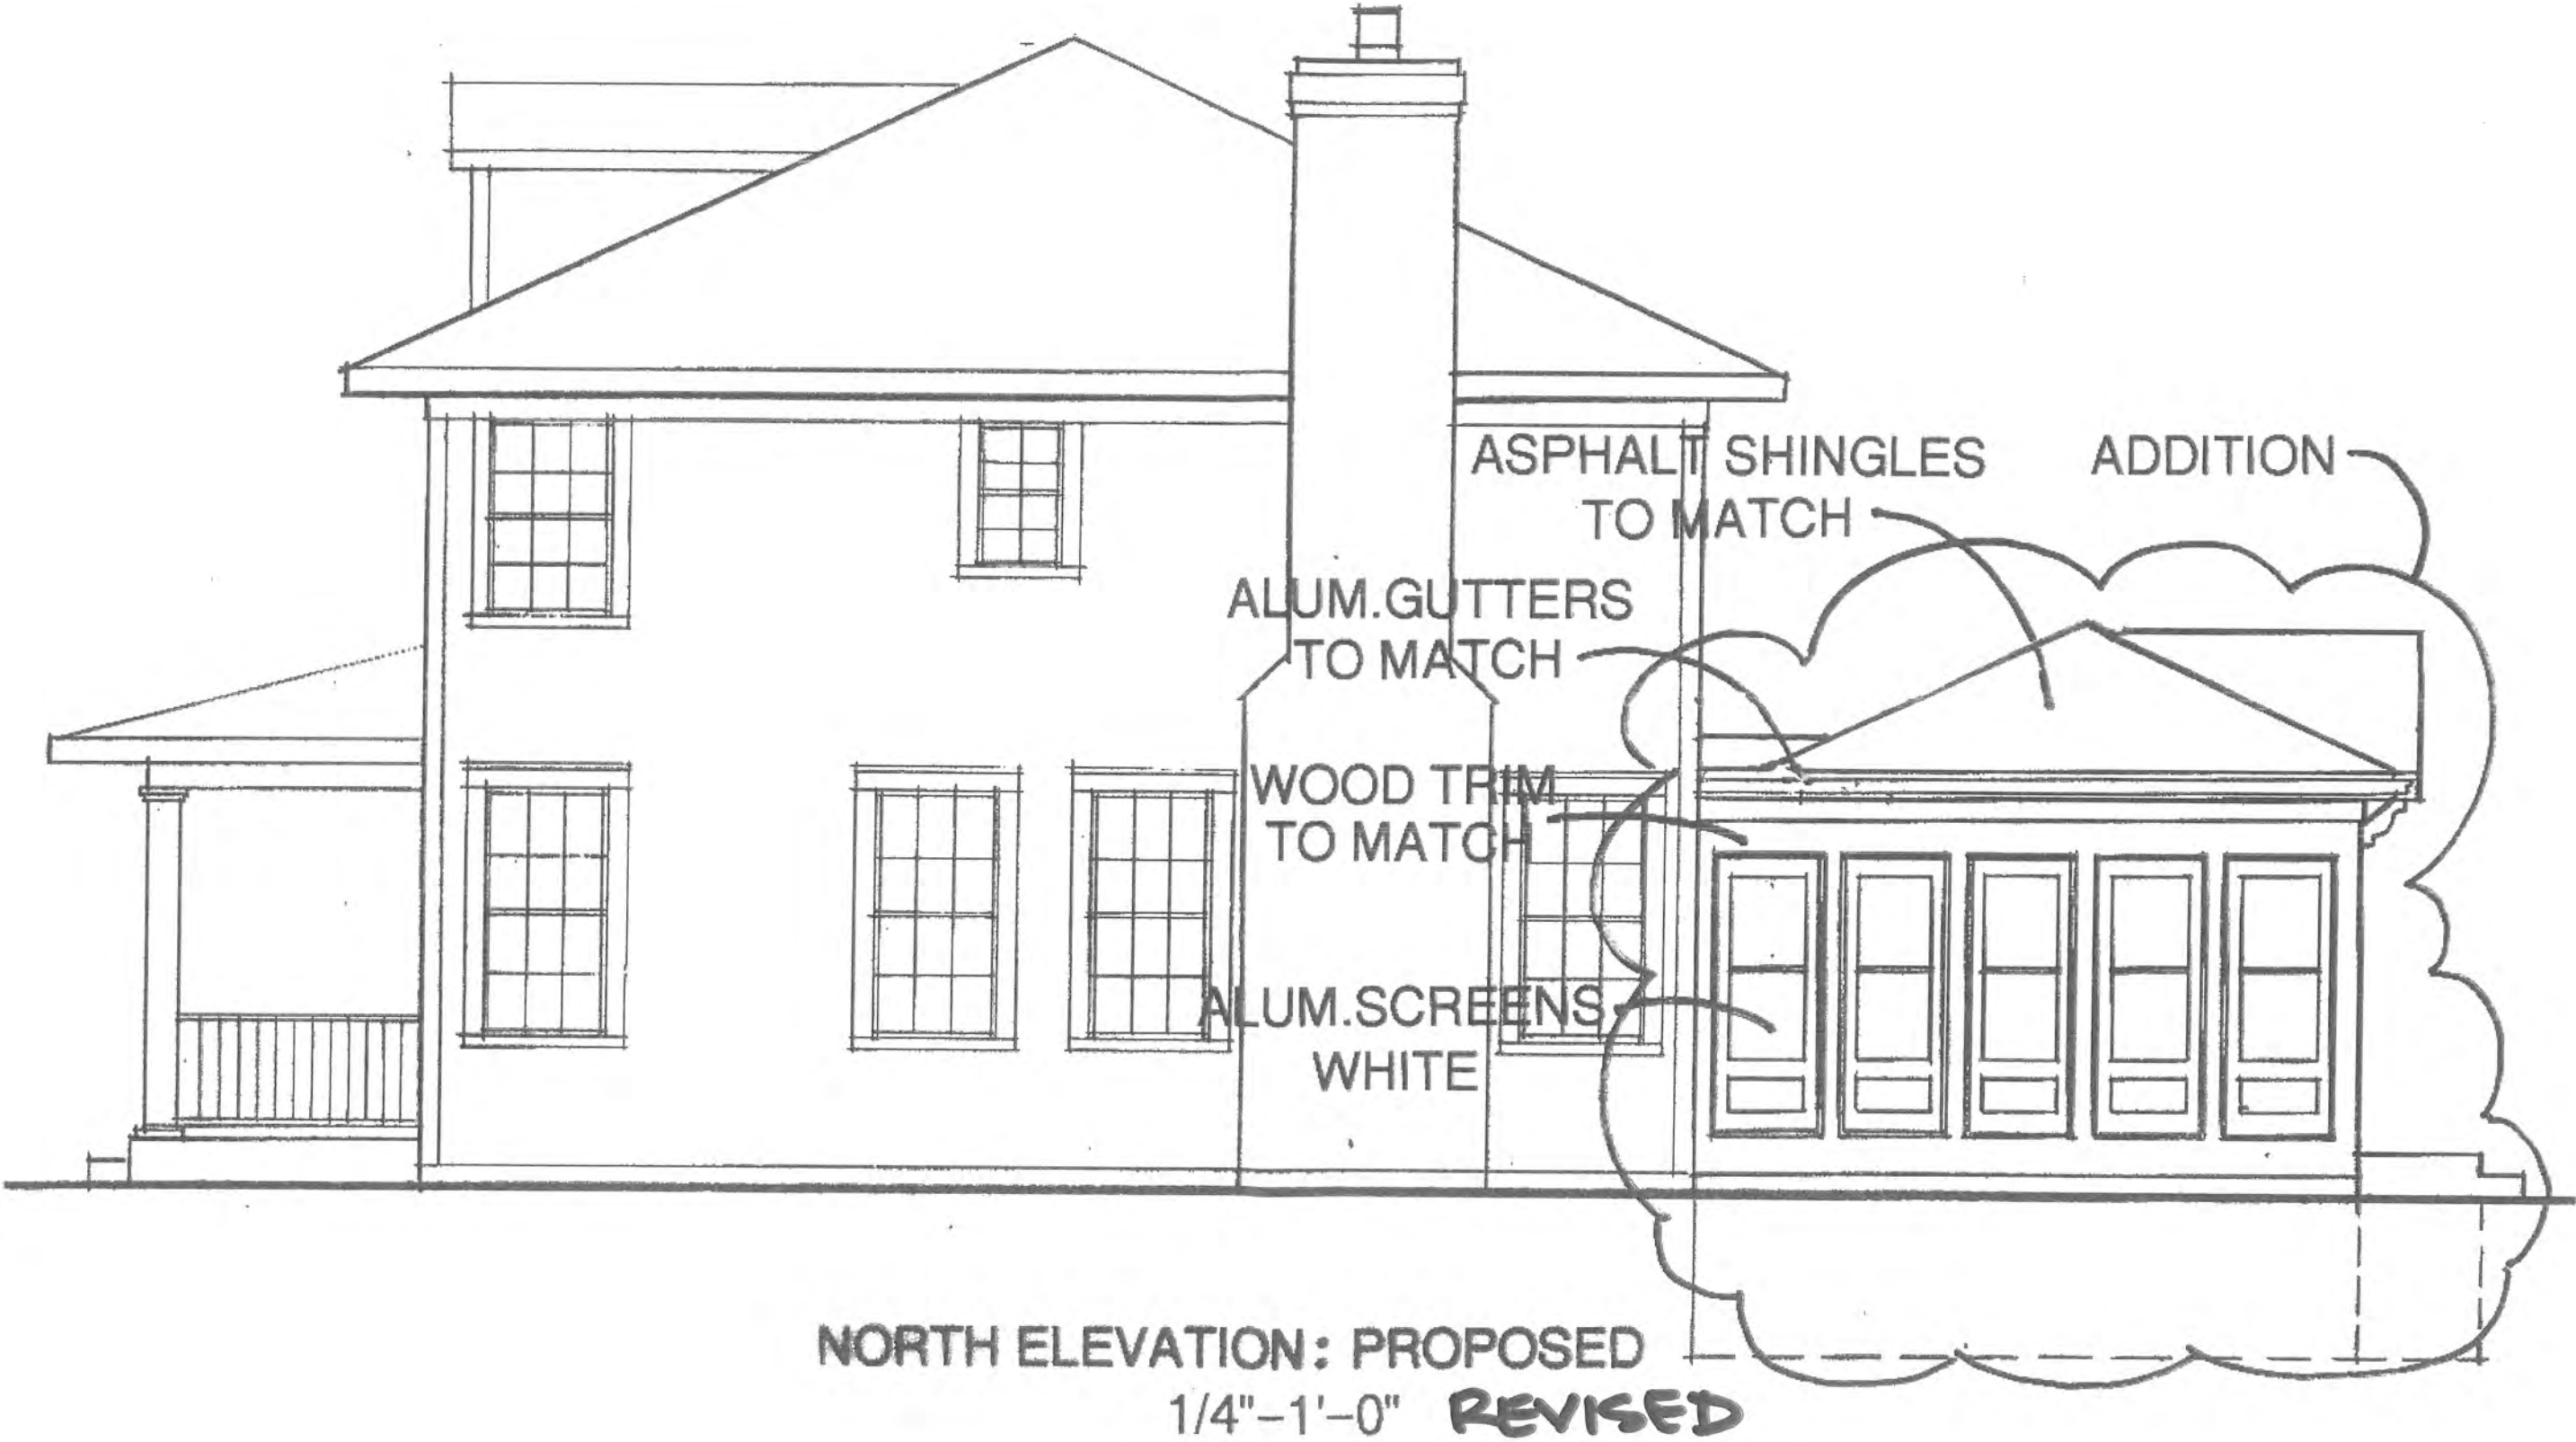 ASPHALT SHINGLES
TO MATCH
ADDITION
ALUM.GUTTERS
TO MATCH
WOOD TRIM
TO MATCH
ALUM.SCREENS
WHITE
NORTH ELEVATION: PROPOSED
1/4"-1'-0" REVISED